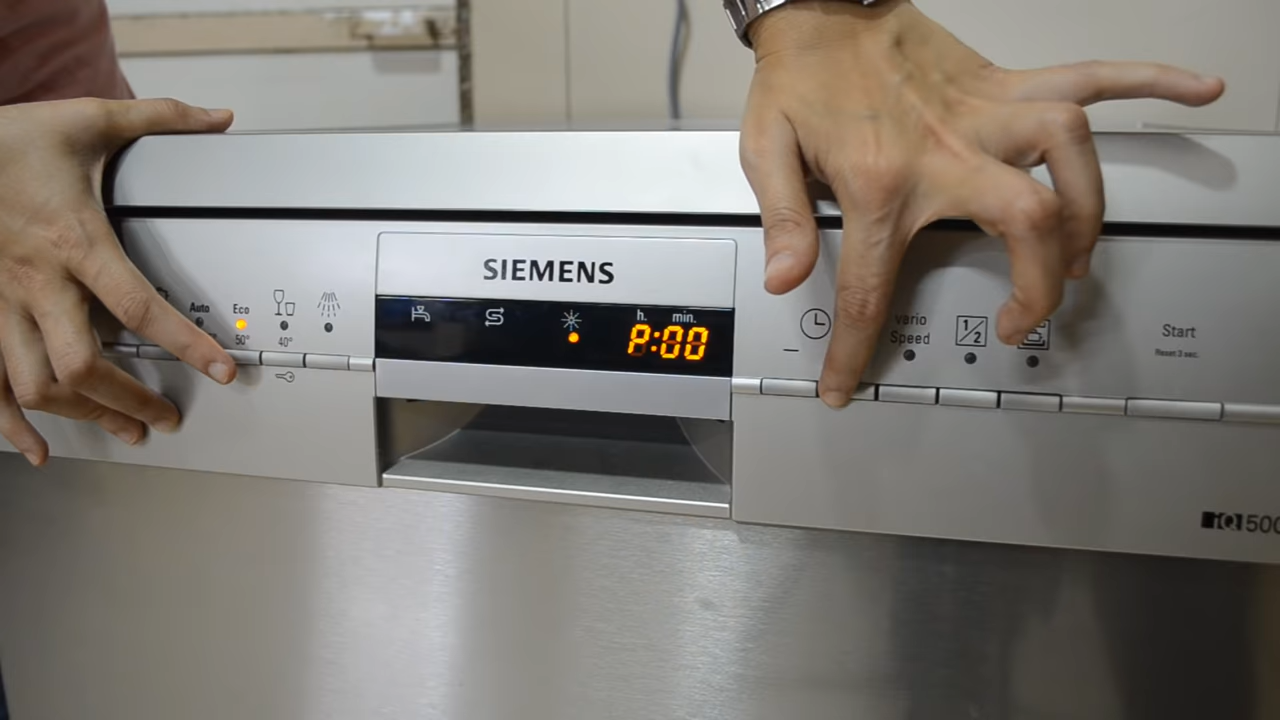 SIEMENS
h. min.
P:00
Auto
Eco
50°
40°
vario
Speed
1/2
Start
Reset 3 sec.
iQ500